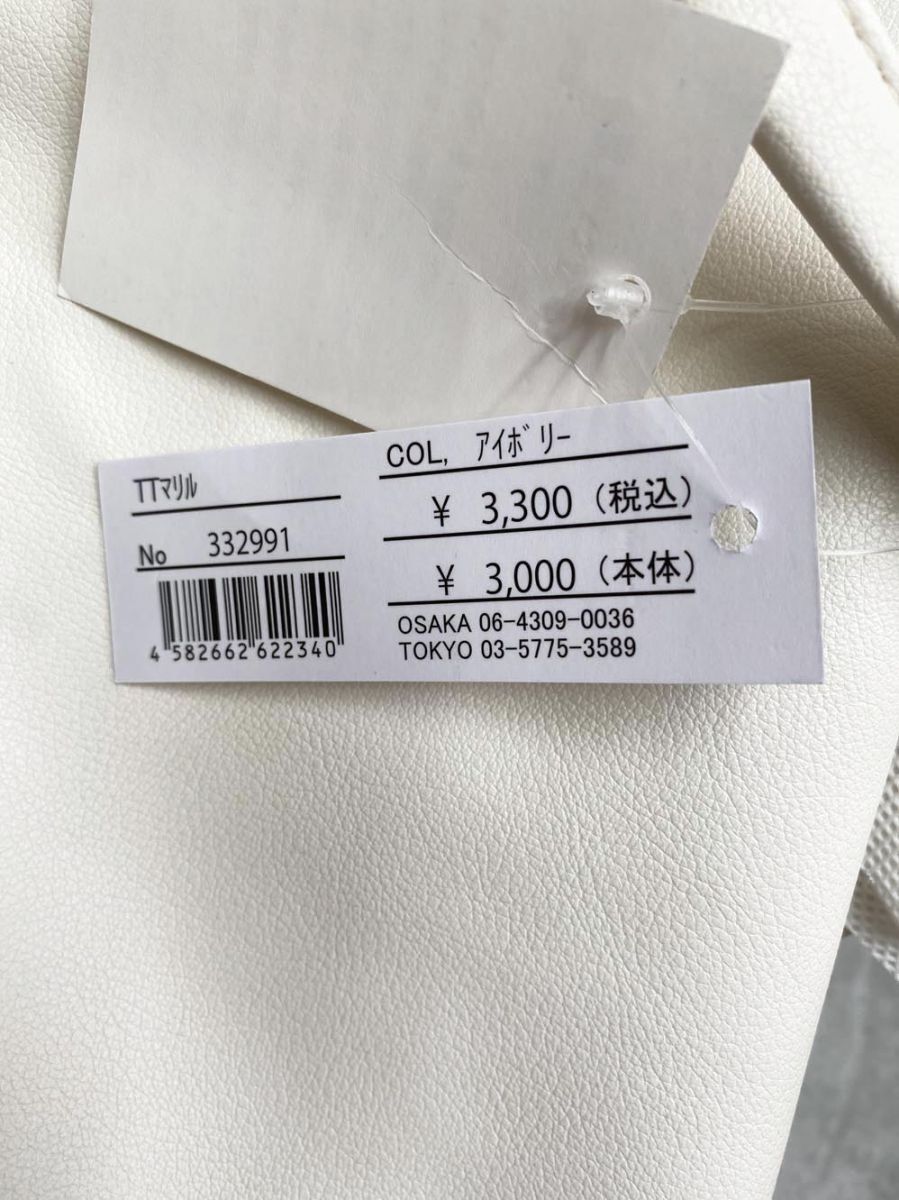 TTﾏﾘﾙ
No 332991
4 582662 622340
COL, ｱｲﾎﾞﾘｰ
¥ 3,300 (税込)
¥ 3,000 (本体)
OSAKA 06-4309-0036
TOKYO 03-5775-3589